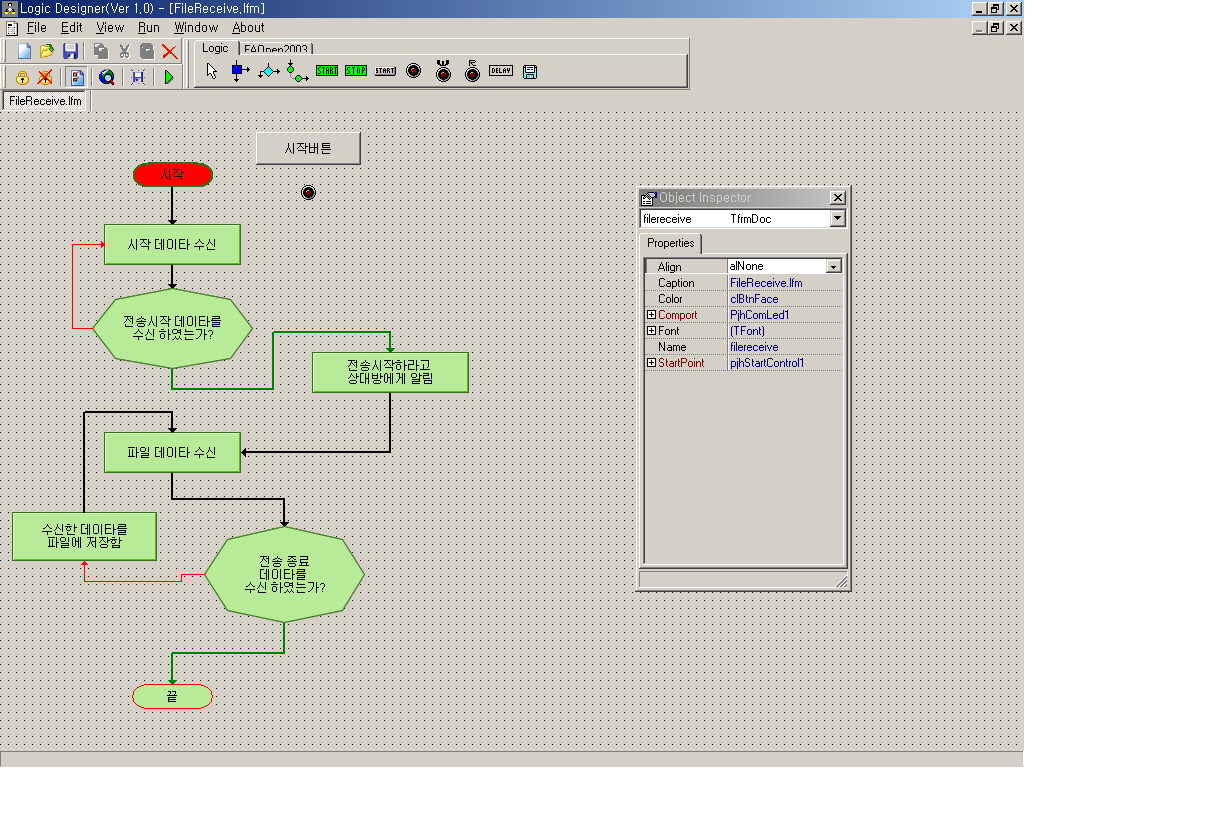 Logic Designer(Ver 1.0) - [FileReceive.lfm]
File Edit View Run Window About
Logic FAOpen2003
START STOP START DELAY
FileReceive.lfm
시작버튼
시작
시작 데이타 수신
전송시작 데이타를
수신 하였는가?
전송시작하라고
상대방에게 알림
파일 데이타 수신
수신한 데이타를
파일에 저장함
전송 종료
데이타를
수신 하였는가?
끝
Object Inspector
filereceive TfrmDoc
Properties
Align alNone
Caption FileReceive.lfm
Color clBtnFace
Comport PjhComLed1
Font (TFont)
Name filereceive
StartPoint pjhStartControl1